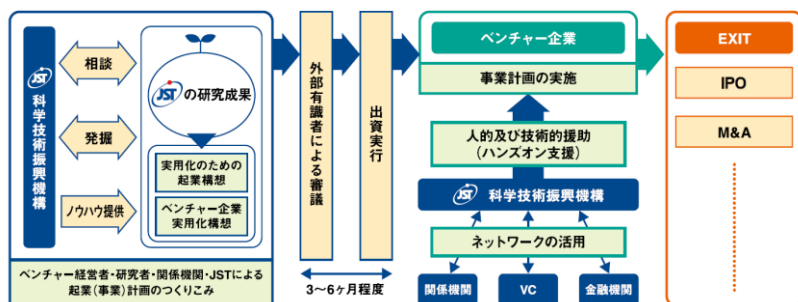 JST 科学技術振興機構
相談
発掘
ノウハウ提供
JSTの研究成果
実用化のための
起業構想
ベンチャー企業
実用化構想
ベンチャー経営者・研究者・関係機関・JSTによる
起業(事業)計画のつくりこみ
外部有識者による審議
出資実行
3〜6ヶ月程度
ベンチャー企業
事業計画の実施
人的及び技術的援助
(ハンズオン支援)
JST 科学技術振興機構
ネットワークの活用
関係機関
VC
金融機関
EXIT
IPO
M&A